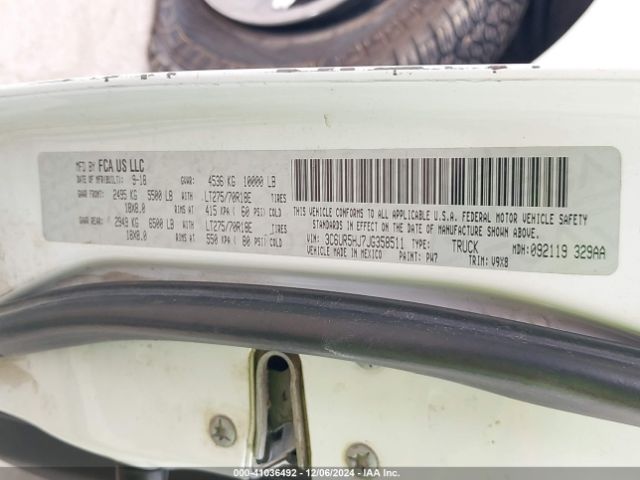 MFD BY FCA US LLC
DATE OF MFR(BUILT): 9-18 GVWR: 4536 KG 10000 LB
GAWR FRONT: 2495 KG 5500 LB WITH LT275/70R18E TIRES
18X8.0 RIMS AT 415 KPA ( 60 PSI) COLD
GAWR REAR: 2949 KG 6500 LB WITH LT275/70R18E TIRES
18X8.0 RIMS AT 550 KPA ( 80 PSI) COLD
THIS VEHICLE CONFORMS TO ALL APPLICABLE U.S.A. FEDERAL MOTOR VEHICLE SAFETY
STANDARDS IN EFFECT ON THE DATE OF MANUFACTURE SHOWN ABOVE.
VIN: 3C6UR5HJ7JG358511 TYPE: TRUCK MDH: 092119 329AA
VEHICLE MADE IN MEXICO PAINT: PW7 TRIM: V9X8
000-41036492 - 12/06/2024 - IAA Inc.